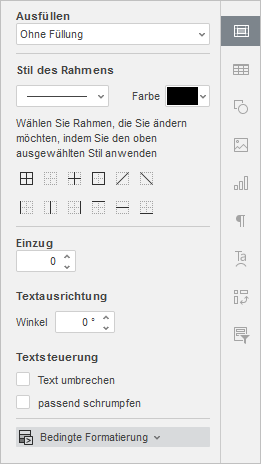 Ausfüllen
Ohne Füllung
Stil des Rahmens
Farbe
Wählen Sie Rahmen, die Sie ändern
möchten, indem Sie den oben
ausgewählten Stil anwenden
Einzug
0
Textausrichtung
Winkel 0 °
Textsteuerung
Text umbrechen
passend schrumpfen
Bedingte Formatierung
Ta